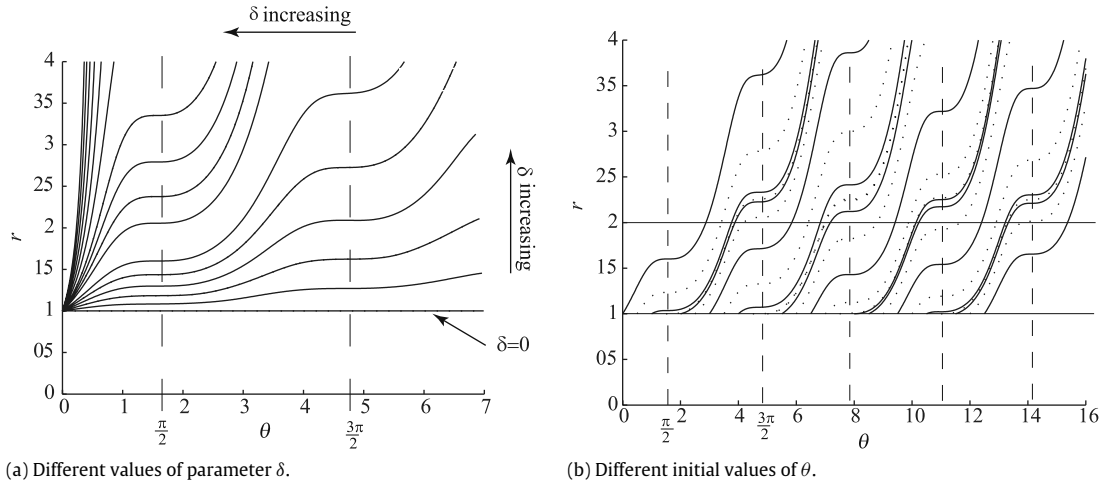 δ increasing
4
35
3
25
2
15
1
05
0
r
δ increasing
δ=0
0 1 2 3 4 5 6 7
π/2 θ 3π/2
(a) Different values of parameter δ.
4
35
3
25
2
15
1
05
0
r
0 2 4 6 8 10 12 14 16
π/2 3π/2 θ
(b) Different initial values of θ.